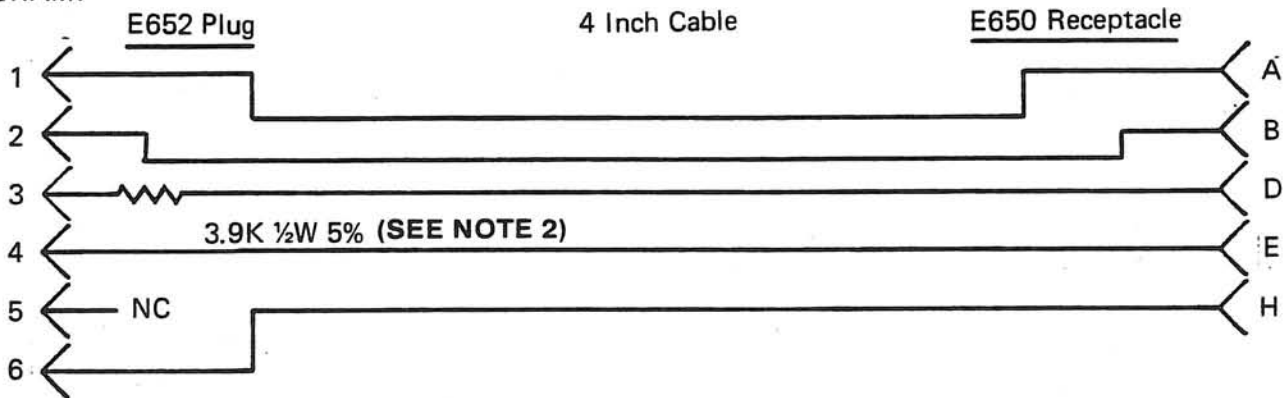 E652 Plug
4 Inch Cable
E650 Receptacle
1
A
2
B
3
D
3.9K ½W 5% (SEE NOTE 2)
4
E
5
NC
H
6